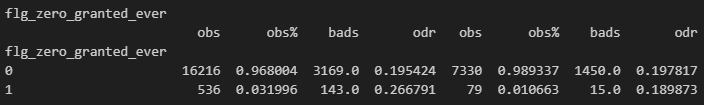 flg_zero_granted_ever
obs obs% bads odr obs obs% bads odr
flg_zero_granted_ever
0 16216 0.968004 3169.0 0.195424 7330 0.989337 1450.0 0.197817
1 536 0.031996 143.0 0.266791 79 0.010663 15.0 0.189873